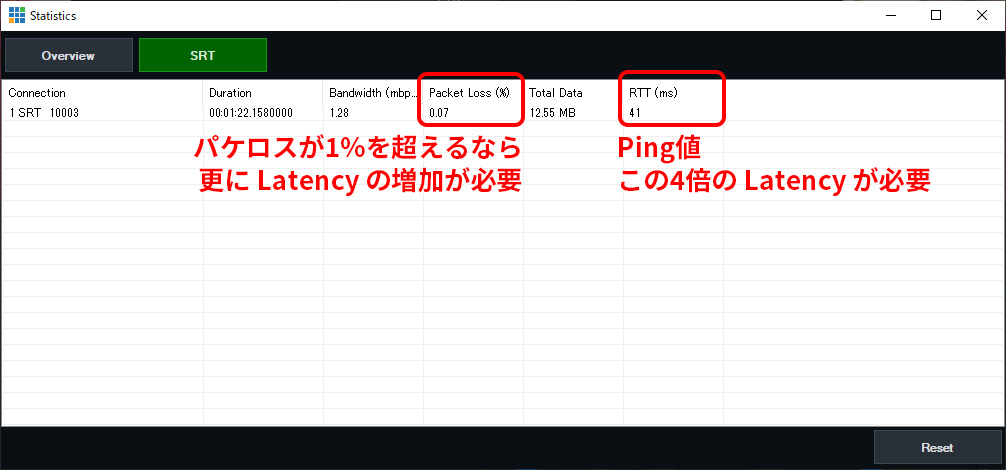 Statistics
Overview
SRT
Connection Duration Bandwidth (mbp... Packet Loss (%) Total Data RTT (ms)
1 SRT 10003 00:01:22.1580000 1.28 0.07 12.55 MB 41
パケロスが1%を超えるなら
更に Latency の増加が必要
Ping値
この4倍の Latency が必要
Reset